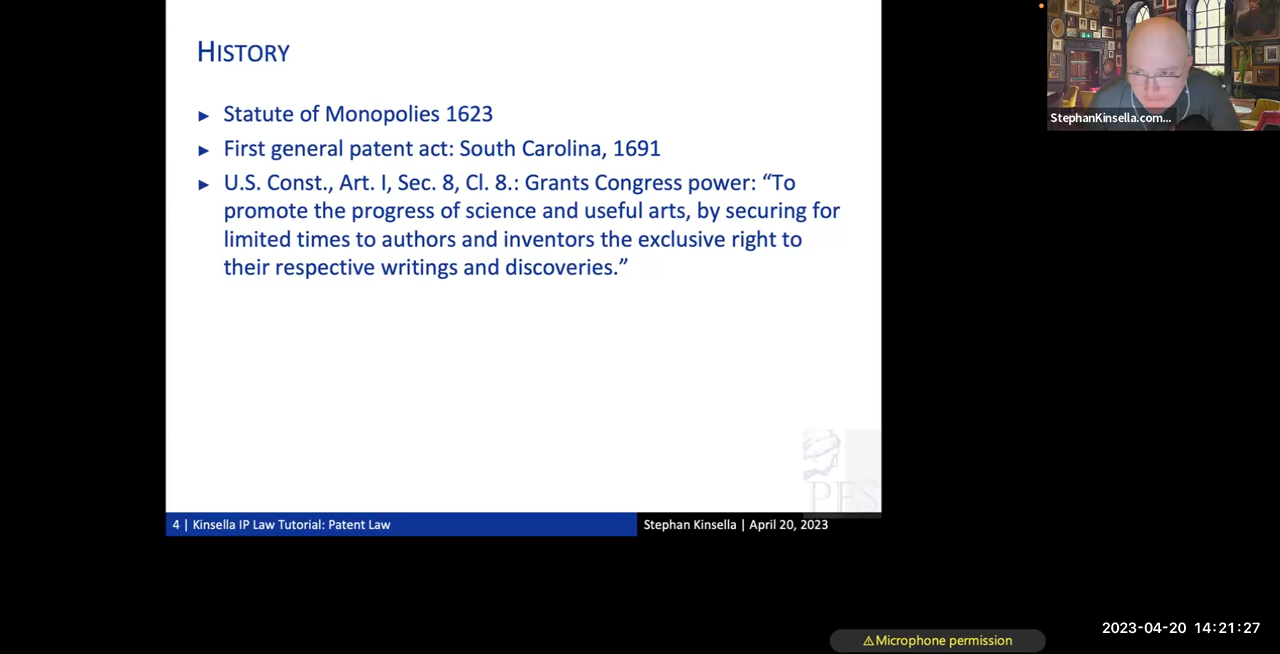 HISTORY
► Statute of Monopolies 1623
► First general patent act: South Carolina, 1691
► U.S. Const., Art. I, Sec. 8, Cl. 8.: Grants Congress power: “To
promote the progress of science and useful arts, by securing for
limited times to authors and inventors the exclusive right to
their respective writings and discoveries.”
PFS
4 | Kinsella IP Law Tutorial: Patent Law
Stephan Kinsella | April 20, 2023
StephanKinsella.com...
⚠Microphone permission
2023-04-20 14:21:27